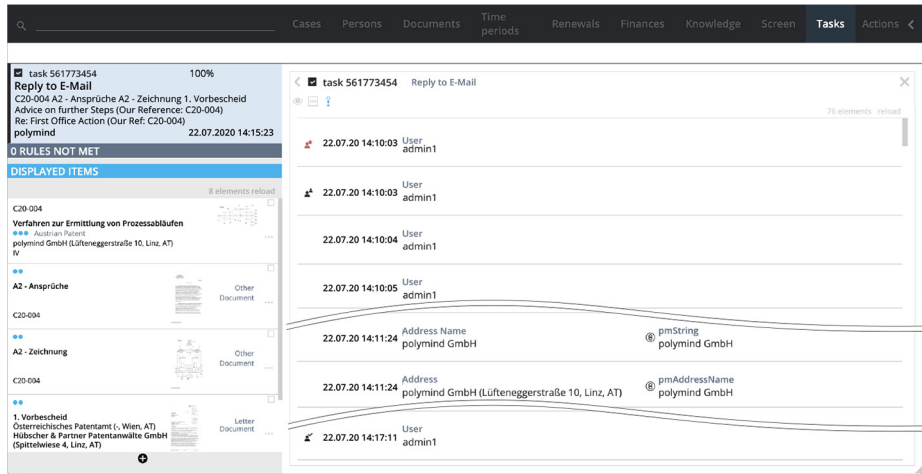 Cases Persons Documents Time periods Renewals Finances Knowledge Screen Tasks Actions
task 561773454 100%
Reply to E-Mail
C20-004 A2 - Ansprüche A2 - Zeichnung 1. Vorbescheid
Advice on further Steps (Our Reference: C20-004)
Re: First Office Action (Our Ref: C20-004)
polymind 22.07.2020 14:15:23
0 RULES NOT MET
DISPLAYED ITEMS
8 elements reload
C20-004
Verfahren zur Ermittlung von Prozessabläufen
Austrian Patent
polymind GmbH (Lüfteneggerstraße 10, Linz, AT)
IV
A2 - Ansprüche
Other
Document
C20-004
A2 - Zeichnung
Other
Document
C20-004
1. Vorbescheid
Österreichisches Patentamt (-, Wien, AT)
Hübscher & Partner Patentanwälte GmbH
(Spittelwiese 4, Linz, AT)
Letter
Document
task 561773454 Reply to E-Mail
76 elements reload
22.07.20 14:10:03 User
admin1
22.07.20 14:10:03 User
admin1
22.07.20 14:10:04 User
admin1
22.07.20 14:10:05 User
admin1
22.07.20 14:11:24 Address Name
polymind GmbH
pmString
polymind GmbH
22.07.20 14:11:24 Address
polymind GmbH (Lüfteneggerstraße 10, Linz, AT)
pmAddressName
polymind GmbH
22.07.20 14:17:11 User
admin1